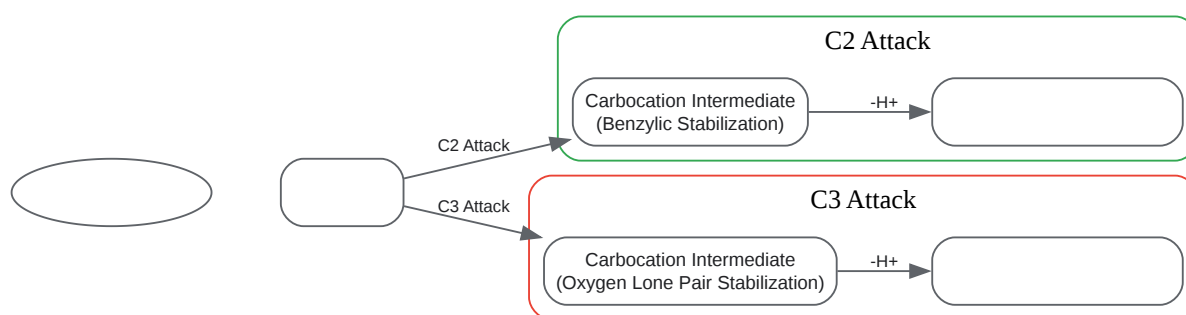 C2 Attack
Carbocation Intermediate
(Benzylic Stabilization)
-H+
C2 Attack
C3 Attack
C3 Attack
Carbocation Intermediate
(Oxygen Lone Pair Stabilization)
-H+